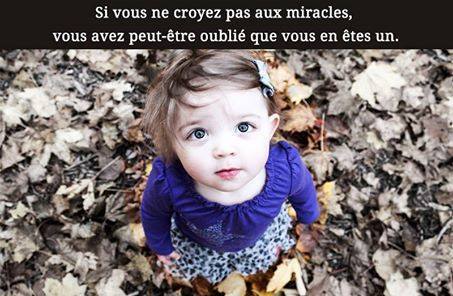 Si vous ne croyez pas aux miracles,
vous avez peut-être oublié que vous en êtes un.